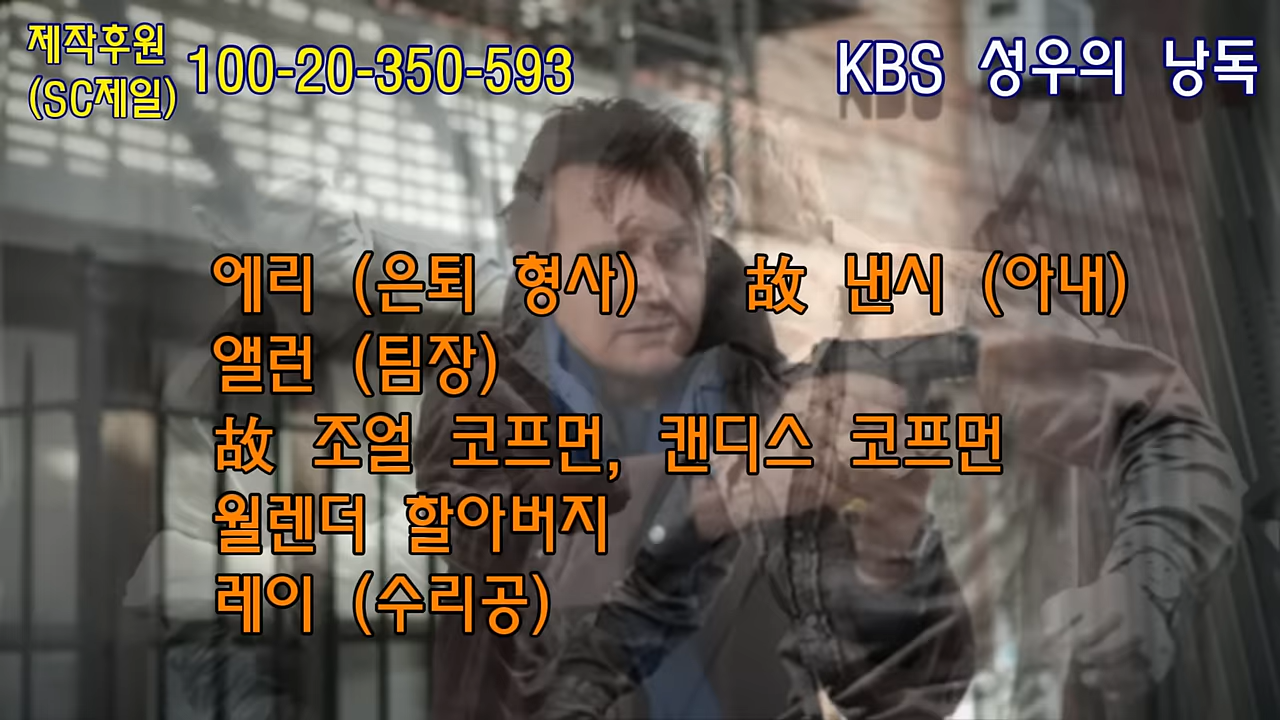 제작후원
(SC제일)
100-20-350-593
KBS 성우의 낭독
에리 (은퇴 형사) 故 낸시 (아내)
앨런 (팀장)
故 조얼 코프먼, 캔디스 코프먼
월렌더 할아버지
레이 (수리공)